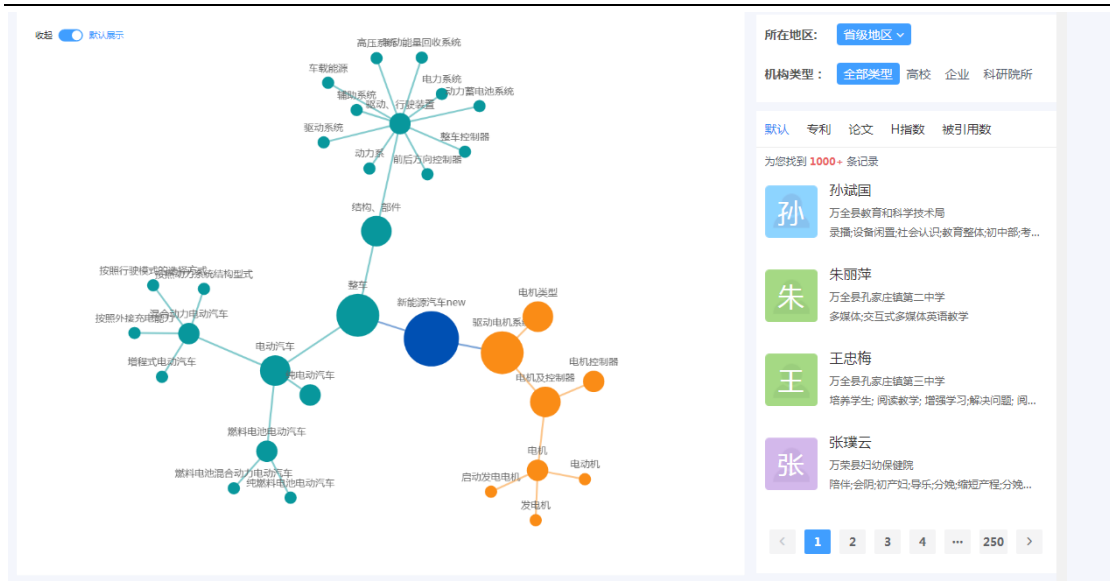 收起 默认展示
高压系统
制动能量回收系统
车载能源
电力系统
辅助系统
动力蓄电池系统
驱动、行驶装置
驱动系统
整车控制器
动力系
前后方向控制器
结构、部件
按照动力系统结构型式
整车
新能源汽车new
电机类型
按照外接充电能力
混合动力电动汽车
驱动电机系
增程式电动汽车
电动汽车
纯电动汽车
电机及控制器
电机控制器
燃料电池电动汽车
电机
燃料电池混合动力电动汽车
纯燃料电池电动汽车
启动发电电机
电动机
发电机
所在地区： 省级地区
机构类型： 全部类型 高校 企业 科研院所
默认 专利 论文 H指数 被引用数
为您找到 1000+ 条记录
孙
孙斌国
万全县教育和科学技术局
录播;设备闲置;社会认识;教育整体;初中部;考...
朱
朱丽萍
万全县孔家庄镇第二中学
多媒体;交互式多媒体英语教学
王
王忠梅
万全县孔家庄镇第三中学
培养学生; 阅读教学; 增强学习;解决问题; 阅...
张
张璞云
万荣县妇幼保健院
陪伴;会阴;初产妇;导乐;分娩;缩短产程;分娩...
< 1 2 3 4 ··· 250 >